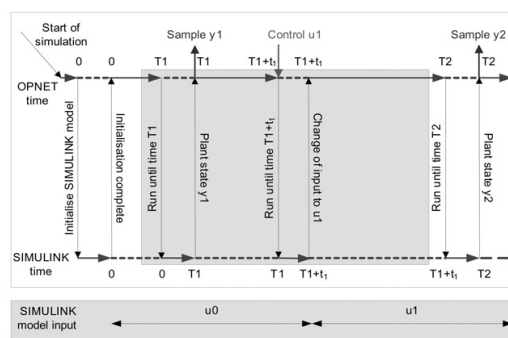 Start of
simulation
Sample y1
Control u1
Sample y2
0
0
T1
T1
T1+t₁
T1+t₁
T2
T2
OPNET
time
Initialise SIMULINK model
Initialisation complete
Run until time T1
Plant state y1
Run until time T1+t₁
Change of input to u1
Run until time T2
Plant state y2
SIMULINK
time
0
0
T1
T1
T1+t₁
T1+t₁
T2
SIMULINK
model input
u0
u1